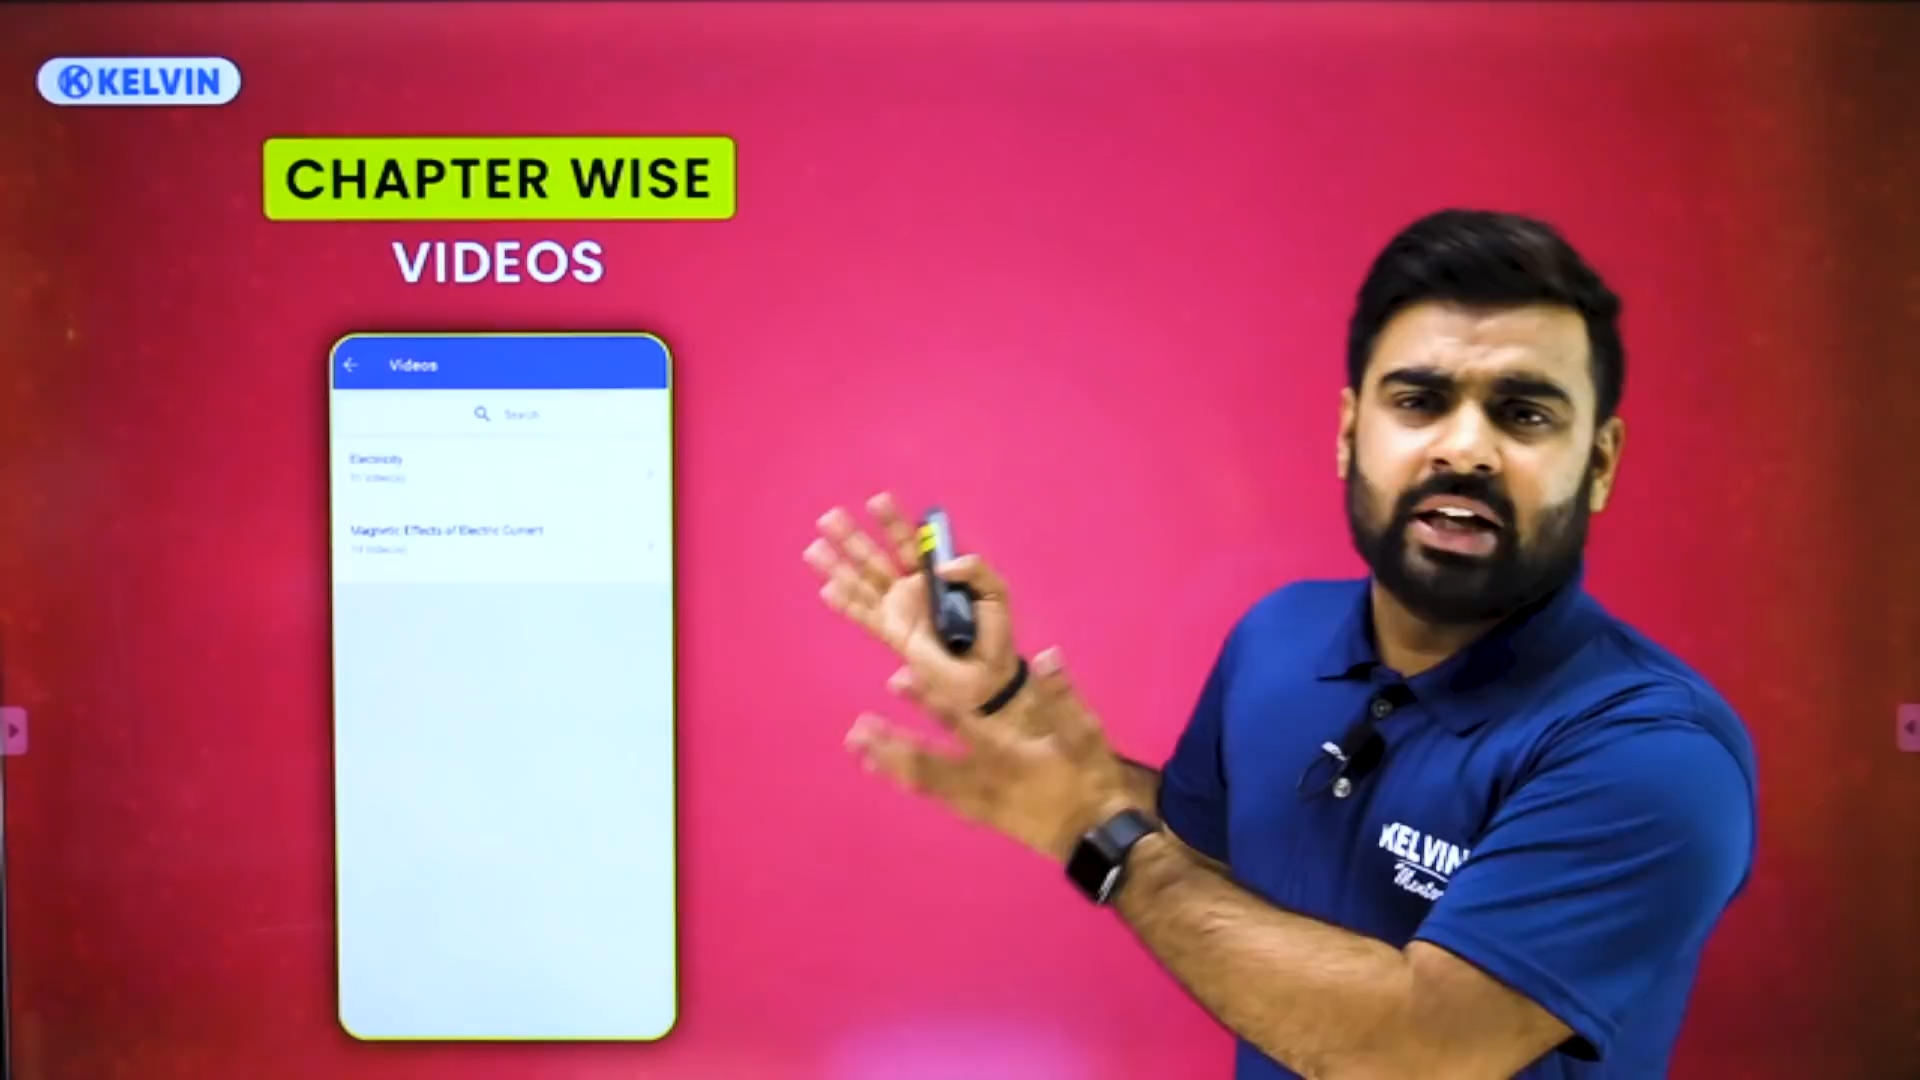 KELVIN
CHAPTER WISE
VIDEOS
Videos
Search
Electricity
Magnetic Effects of Electric Current
KELVIN